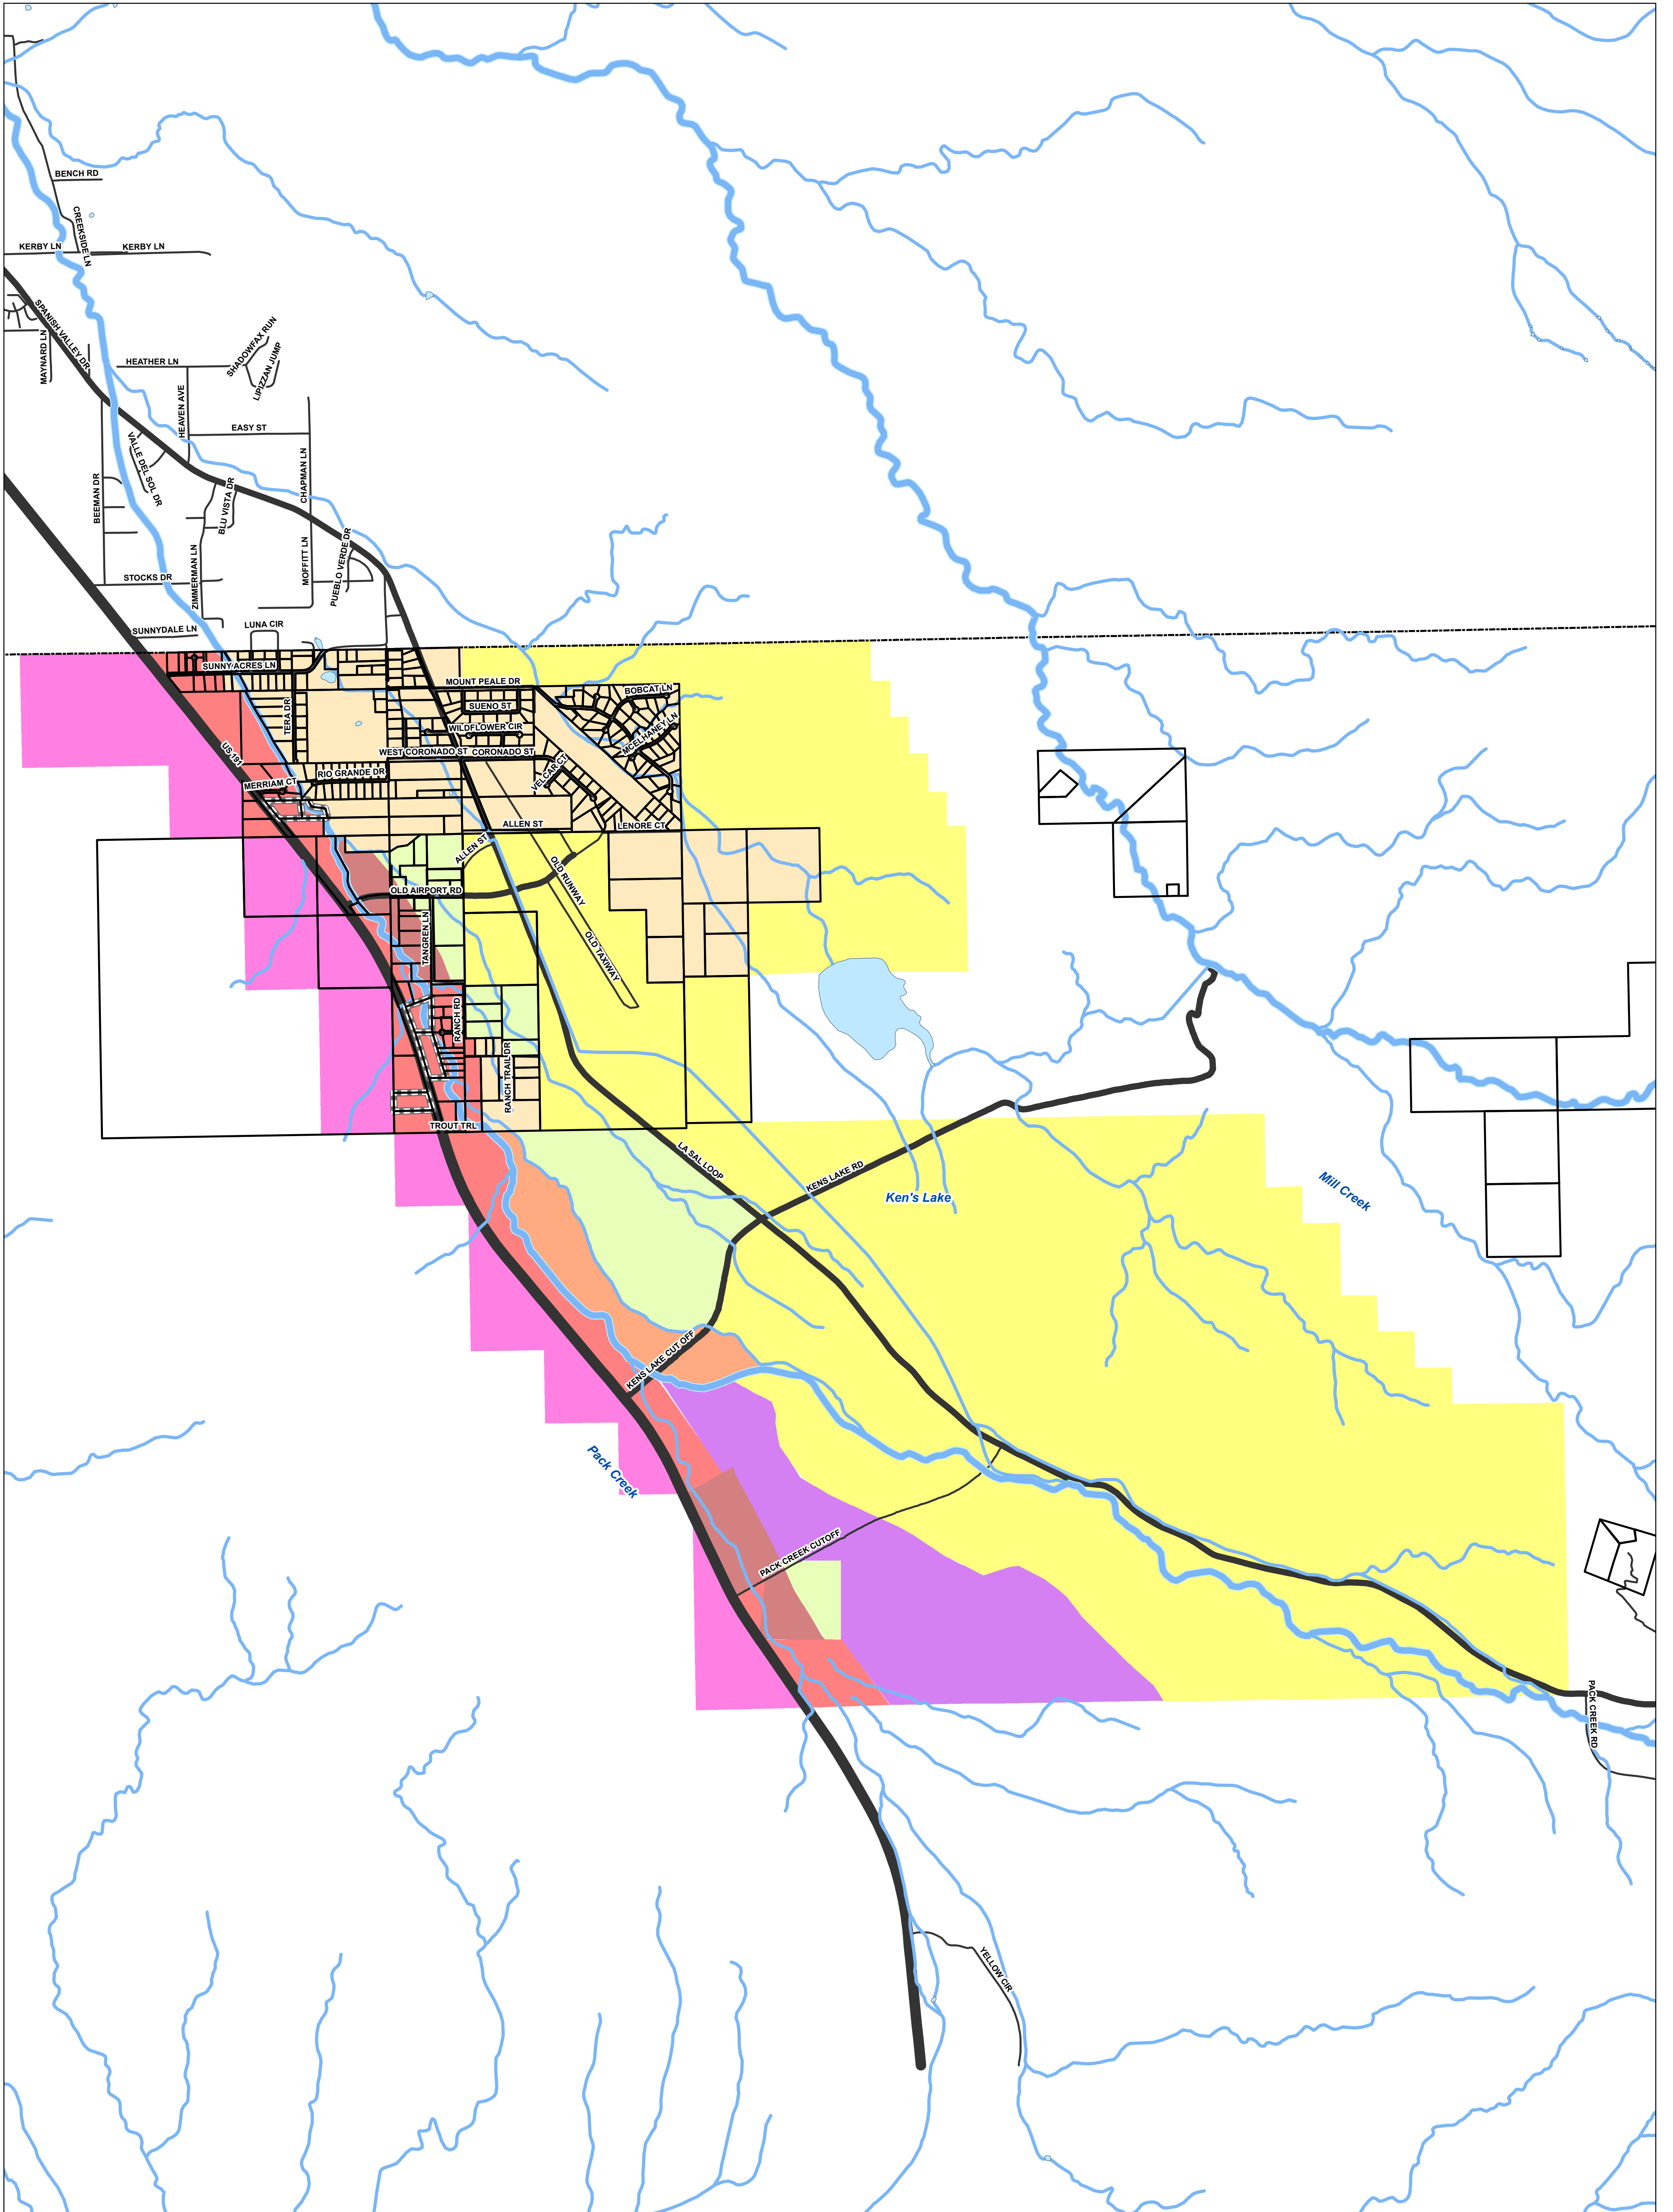 BENCH RD
CREEKSIDE LN
KERBY LN
KERBY LN
SPANISH VALLEY DR
MAYNARD LN
HEATHER LN
SHADOWFAX RUN
LIPIZZAN JUMP
HEAVEN AVE
EASY ST
VALLE DEL SOL DR
CHAPMAN LN
BEEMAN DR
BLU VISTA DR
STOCKS DR
ZIMMERMAN LN
MOFFITT LN
PUEBLO VERDE DR
SUNNYDALE LN
LUNA CIR
SUNNY ACRES LN
MOUNT PEALE DR
BOBCAT LN
SUENO ST
TERA DR
WILDFLOWER CIR
MCELHANEY LN
US 191
WEST CORONADO ST
CORONADO ST
RIO GRANDE DR
VELCAR CT
MERRIAM CT
ALLEN ST
LENORE CT
ALLEN ST
OLD AIRPORT RD
OLD RUNWAY
TANGREN LN
OLD TAXIWAY
RANCH RD
RANCH TRAIL DR
TROUT TRL
LA SAL LOOP
KENS LAKE RD
Ken's Lake
Mill Creek
KENS LAKE CUT OFF
Pack Creek
PACK CREEK CUTOFF
PACK CREEK RD
YELLOW CIR